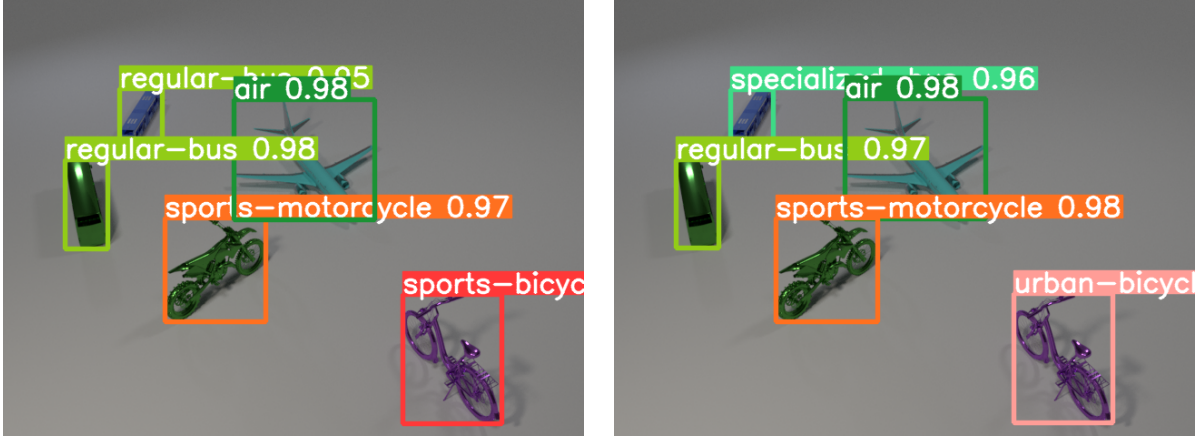 regular-bus 0.95
air 0.98
regular-bus 0.98
sports-motorcycle 0.97
sports-bicyc
specialized-bus 0.96
air 0.98
regular-bus 0.97
sports-motorcycle 0.98
urban-bicycl